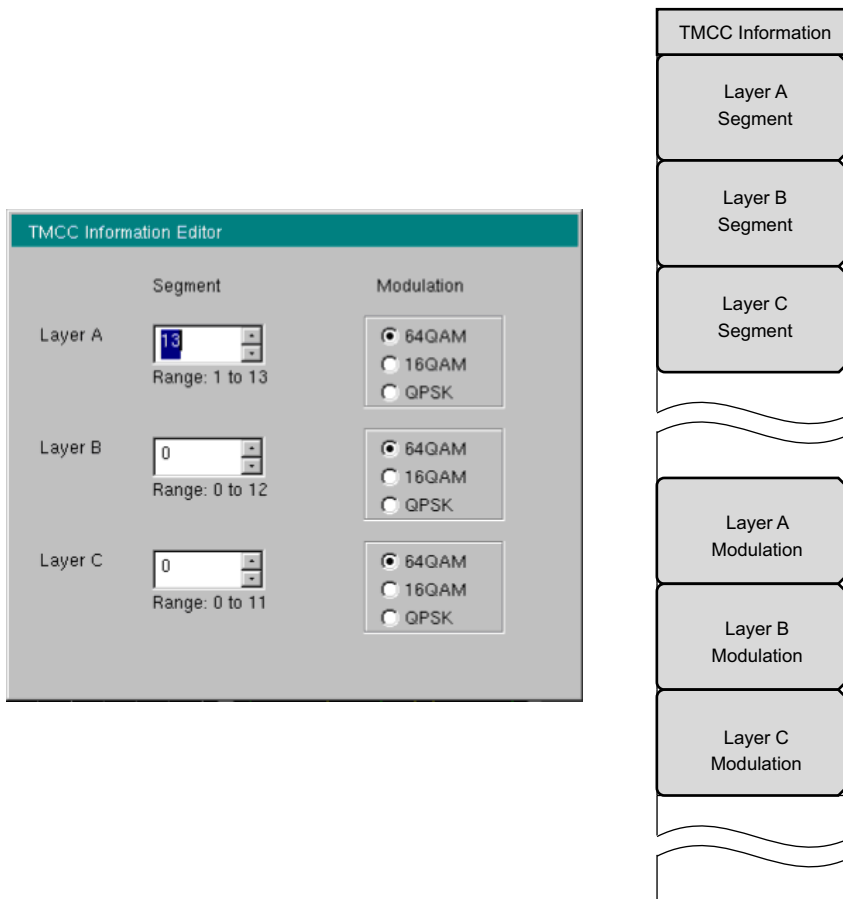 TMCC Information Editor
Segment Modulation
Layer A
13
Range: 1 to 13
64QAM
16QAM
QPSK
Layer B
0
Range: 0 to 12
64QAM
16QAM
QPSK
Layer C
0
Range: 0 to 11
64QAM
16QAM
QPSK
TMCC Information
Layer A
Segment
Layer B
Segment
Layer C
Segment
Layer A
Modulation
Layer B
Modulation
Layer C
Modulation